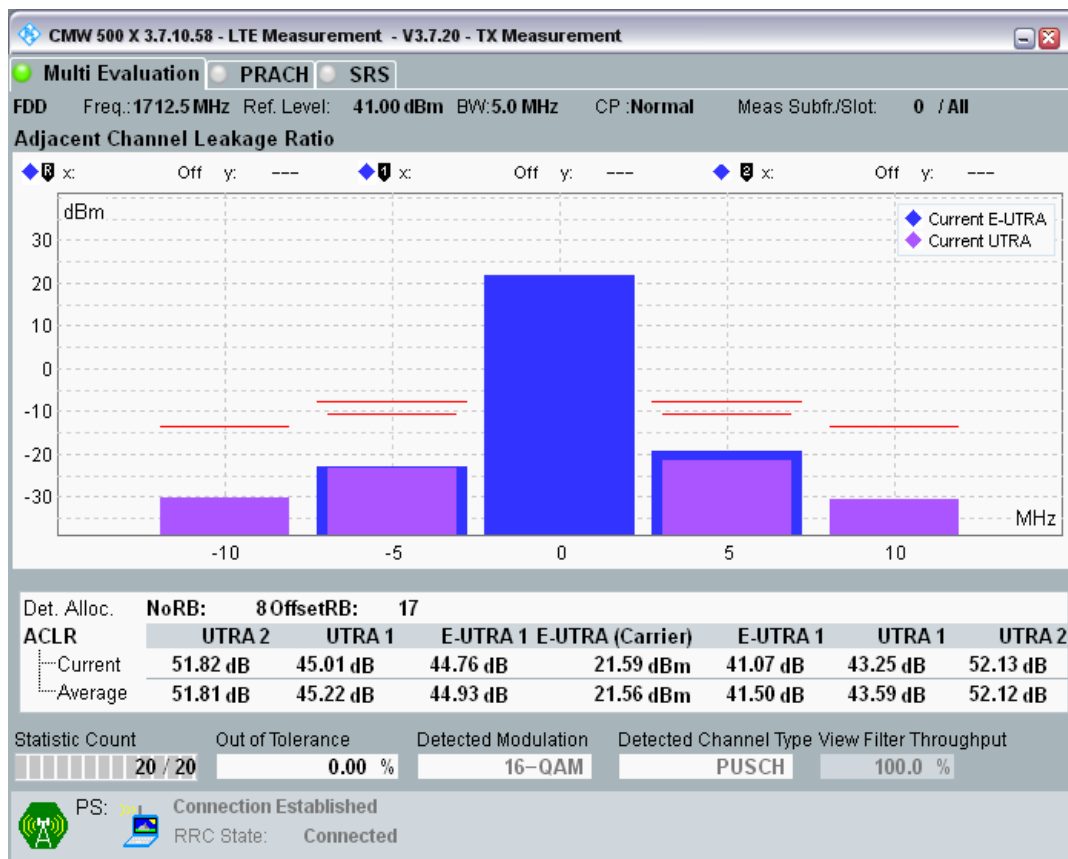 CMW 500 X 3.7.10.58 - LTE Measurement - V3.7.20 - TX Measurement
Multi Evaluation PRACH SRS
FDD Freq.: 1712.5 MHz Ref. Level: 41.00 dBm BW: 5.0 MHz CP : Normal Meas Subfr./Slot: 0 / All
Adjacent Channel Leakage Ratio
R x: Off y: --- 1 x: Off y: --- 2 x: Off y: ---
dBm
Current E-UTRA
Current UTRA
30
20
10
0
-10
-20
-30
MHz
-10 -5 0 5 10
Det. Alloc. NoRB: 8 OffsetRB: 17
ACLR UTRA 2 UTRA 1 E-UTRA 1 E-UTRA (Carrier) E-UTRA 1 UTRA 1 UTRA 2
Current 51.82 dB 45.01 dB 44.76 dB 21.59 dBm 41.07 dB 43.25 dB 52.13 dB
Average 51.81 dB 45.22 dB 44.93 dB 21.56 dBm 41.50 dB 43.59 dB 52.12 dB
Statistic Count Out of Tolerance Detected Modulation Detected Channel Type View Filter Throughput
20 / 20 0.00 % 16-QAM PUSCH 100.0 %
PS: Connection Established
RRC State: Connected